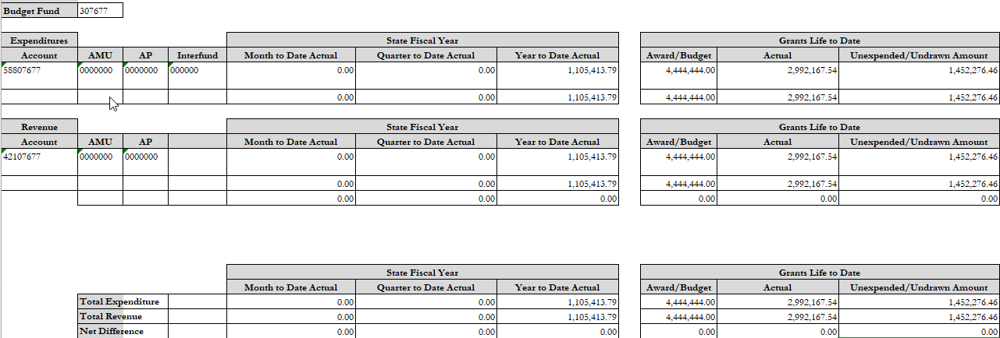 Budget Fund 307677
Expenditures State Fiscal Year Grants Life to Date
Account AMU AP Interfund Month to Date Actual Quarter to Date Actual Year to Date Actual Award/Budget Actual Unexpended/Undrawn Amount
58807677 0000000 0000000 000000 0.00 0.00 1,105,413.79 4,444,444.00 2,992,167.54 1,452,276.46
0.00 0.00 1,105,413.79 4,444,444.00 2,992,167.54 1,452,276.46
Revenue State Fiscal Year Grants Life to Date
Account AMU AP Month to Date Actual Quarter to Date Actual Year to Date Actual Award/Budget Actual Unexpended/Undrawn Amount
42107677 0000000 0000000 0.00 0.00 1,105,413.79 4,444,444.00 2,992,167.54 1,452,276.46
0.00 0.00 1,105,413.79 4,444,444.00 2,992,167.54 1,452,276.46
0.00 0.00 0.00 0.00 0.00 0.00
State Fiscal Year Grants Life to Date
Month to Date Actual Quarter to Date Actual Year to Date Actual Award/Budget Actual Unexpended/Undrawn Amount
Total Expenditure 0.00 0.00 1,105,413.79 4,444,444.00 2,992,167.54 1,452,276.46
Total Revenue 0.00 0.00 1,105,413.79 4,444,444.00 2,992,167.54 1,452,276.46
Net Difference 0.00 0.00 0.00 0.00 0.00 0.00